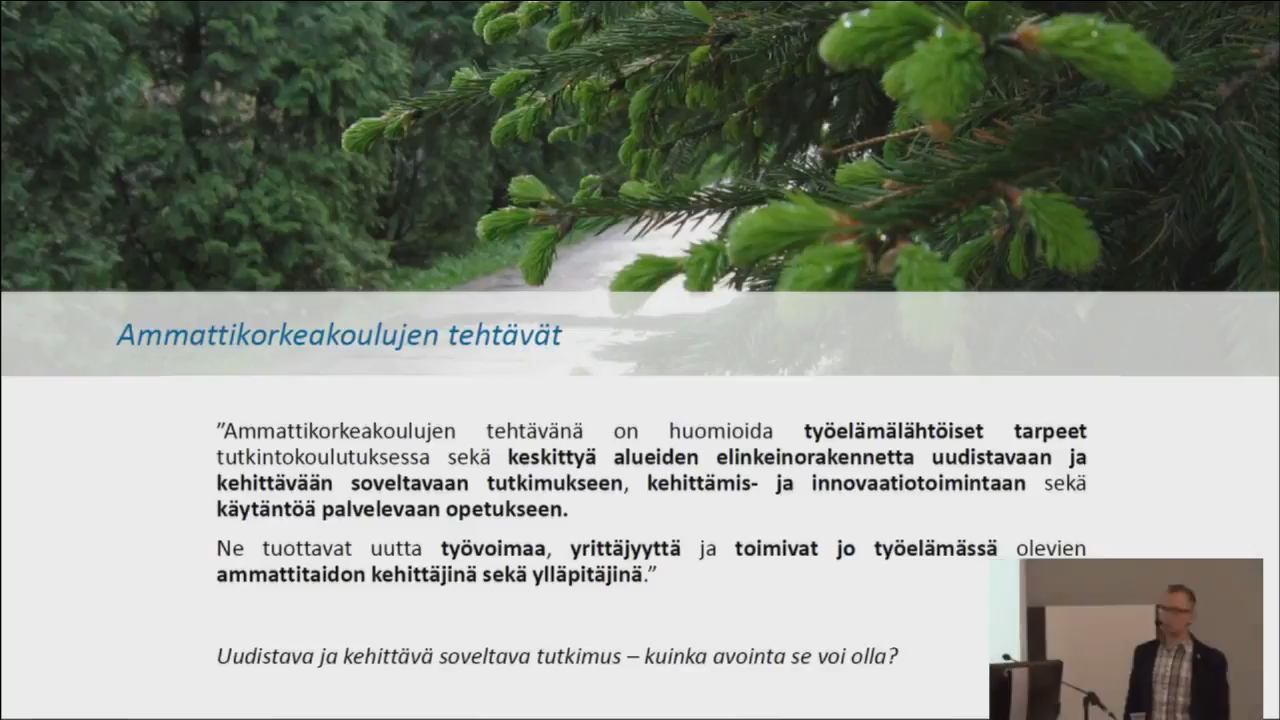 Ammattikorkeakoulujen tehtävät
”Ammattikorkeakoulujen tehtävänä on huomioida työelämälähtöiset tarpeet
tutkintokoulutuksessa sekä keskittyä alueiden elinkeinorakennetta uudistavaan ja
kehittävään soveltavaan tutkimukseen, kehittämis- ja innovaatiotoimintaan sekä
käytäntöä palvelevaan opetukseen.
Ne tuottavat uutta työvoimaa, yrittäjyyttä ja toimivat jo työelämässä olevien
ammattitaidon kehittäjinä sekä ylläpitäjinä.”
Uudistava ja kehittävä soveltava tutkimus – kuinka avointa se voi olla?